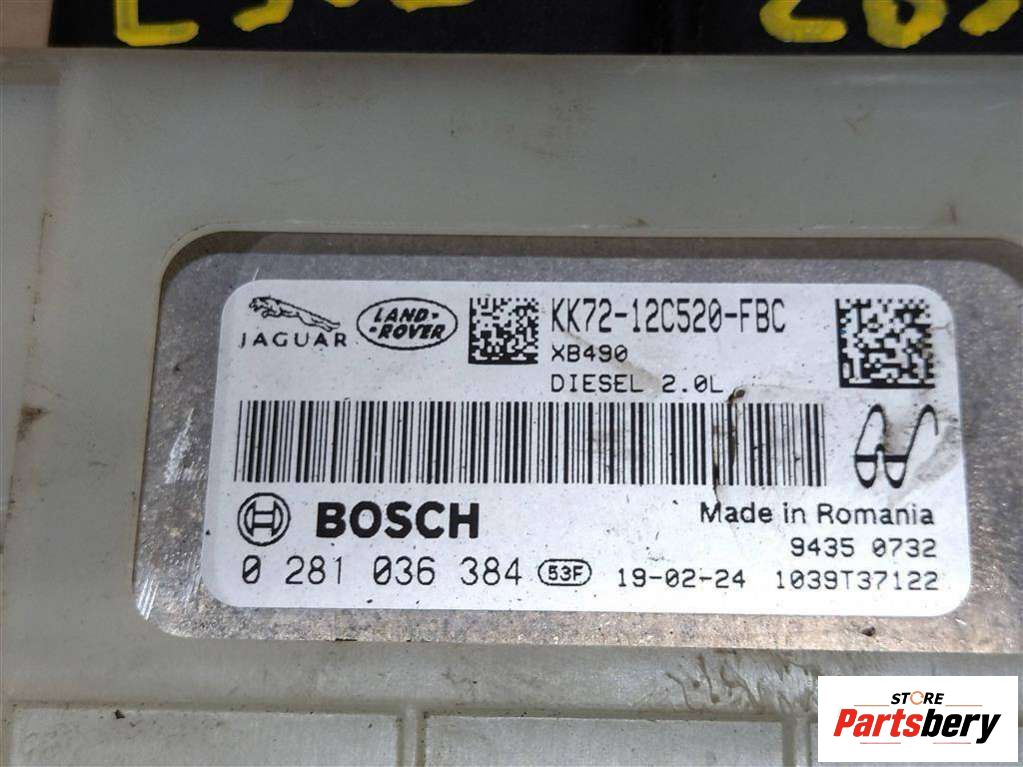 JAGUAR
LAND-
·ROVER
KK72-12C520-FBC
XB490
DIESEL 2.0L
BOSCH
Made in Romania
9435 0732
0 281 036 384 53F 19-02-24 1039T37122
STORE
Partsbery